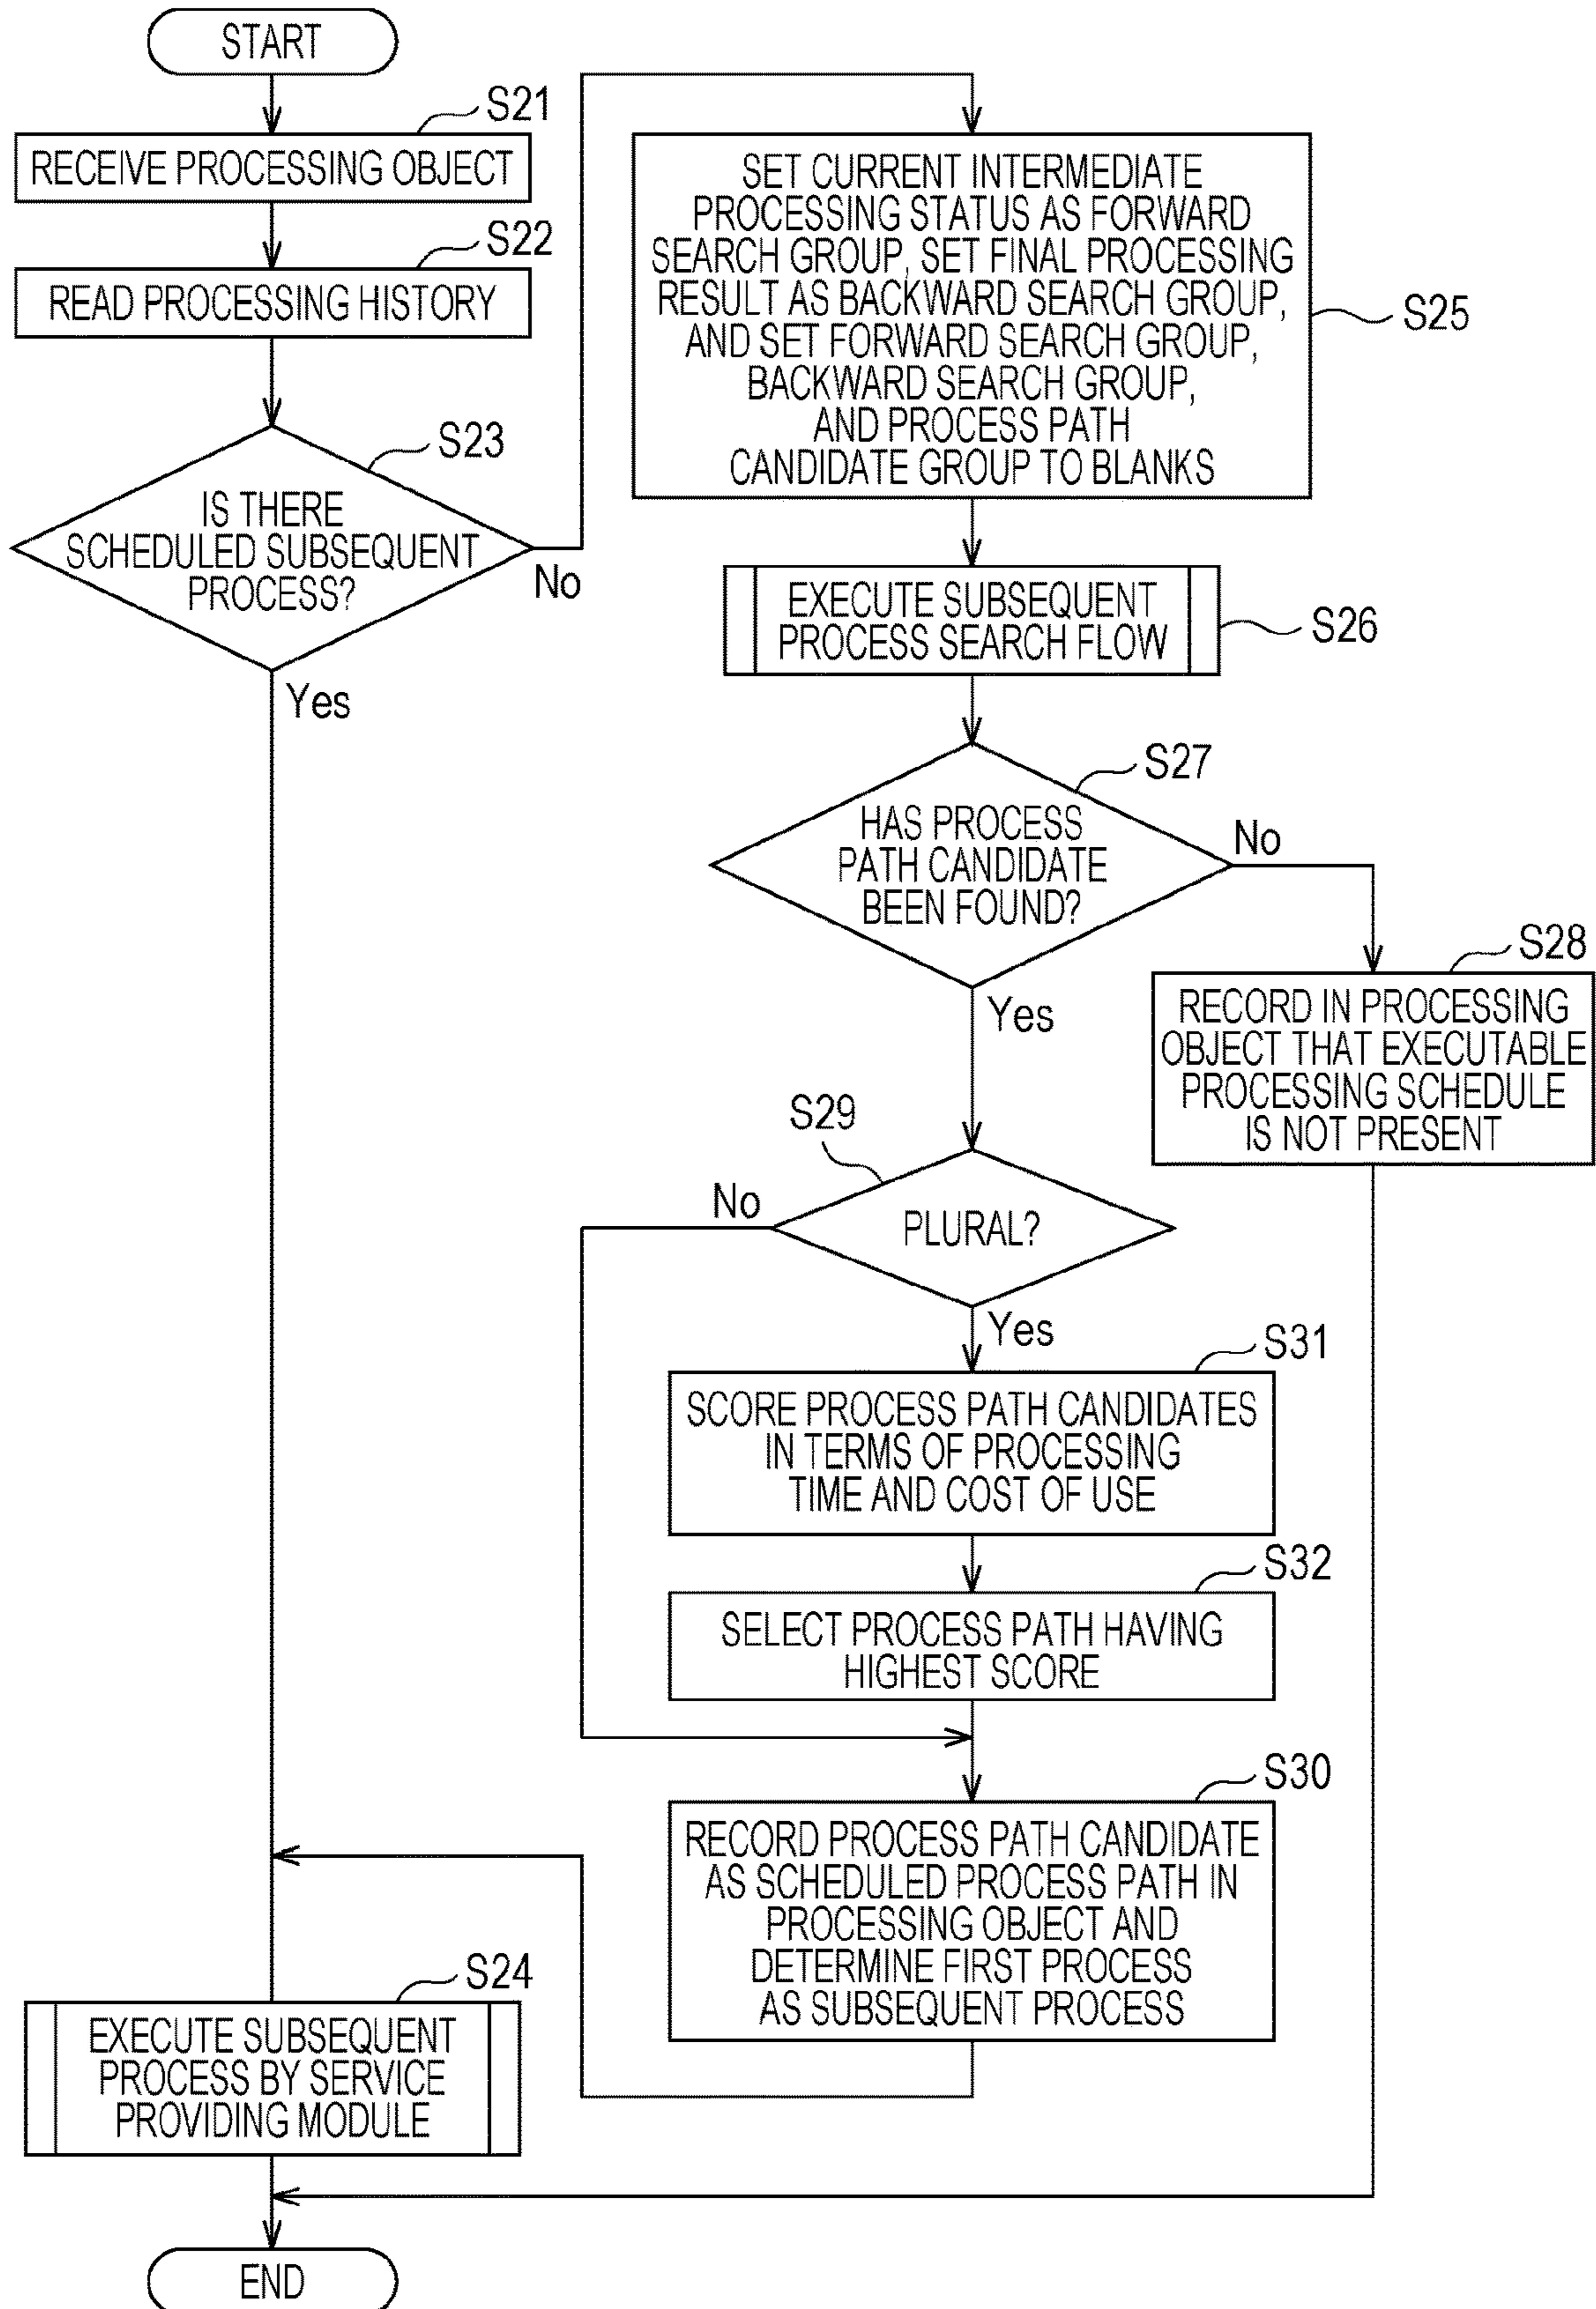 START
S21
RECEIVE PROCESSING OBJECT
S22
READ PROCESSING HISTORY
S23
IS THERE
SCHEDULED SUBSEQUENT
PROCESS?
No
Yes
SET CURRENT INTERMEDIATE
PROCESSING STATUS AS FORWARD
SEARCH GROUP, SET FINAL PROCESSING
RESULT AS BACKWARD SEARCH GROUP,
AND SET FORWARD SEARCH GROUP,
BACKWARD SEARCH GROUP,
AND PROCESS PATH
CANDIDATE GROUP TO BLANKS
S25
EXECUTE SUBSEQUENT
PROCESS SEARCH FLOW
S26
S27
HAS PROCESS
PATH CANDIDATE
BEEN FOUND?
No
Yes
S28
RECORD IN PROCESSING
OBJECT THAT EXECUTABLE
PROCESSING SCHEDULE
IS NOT PRESENT
S29
PLURAL?
No
Yes
S31
SCORE PROCESS PATH CANDIDATES
IN TERMS OF PROCESSING
TIME AND COST OF USE
S32
SELECT PROCESS PATH HAVING
HIGHEST SCORE
S30
RECORD PROCESS PATH CANDIDATE
AS SCHEDULED PROCESS PATH IN
PROCESSING OBJECT AND
DETERMINE FIRST PROCESS
AS SUBSEQUENT PROCESS
S24
EXECUTE SUBSEQUENT
PROCESS BY SERVICE
PROVIDING MODULE
END